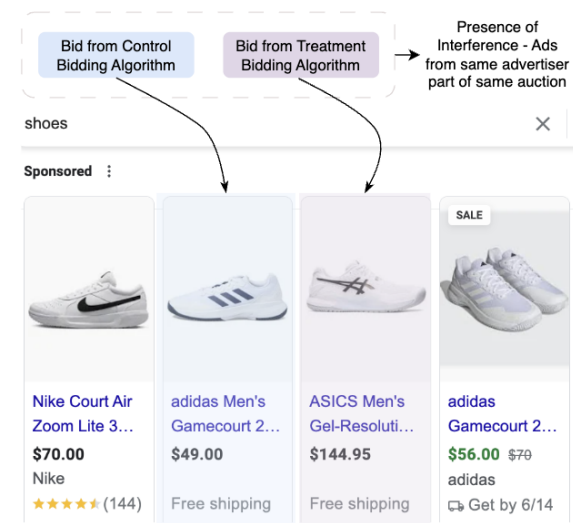 Bid from Control
Bidding Algorithm
Bid from Treatment
Bidding Algorithm
Presence of
Interference - Ads
from same advertiser
part of same auction
shoes
Sponsored
Nike Court Air
Zoom Lite 3...
$70.00
Nike
(144)
adidas Men's
Gamecourt 2...
$49.00
Free shipping
ASICS Men's
Gel-Resoluti...
$144.95
Free shipping
SALE
adidas
Gamecourt 2...
$56.00 $70
adidas
Get by 6/14